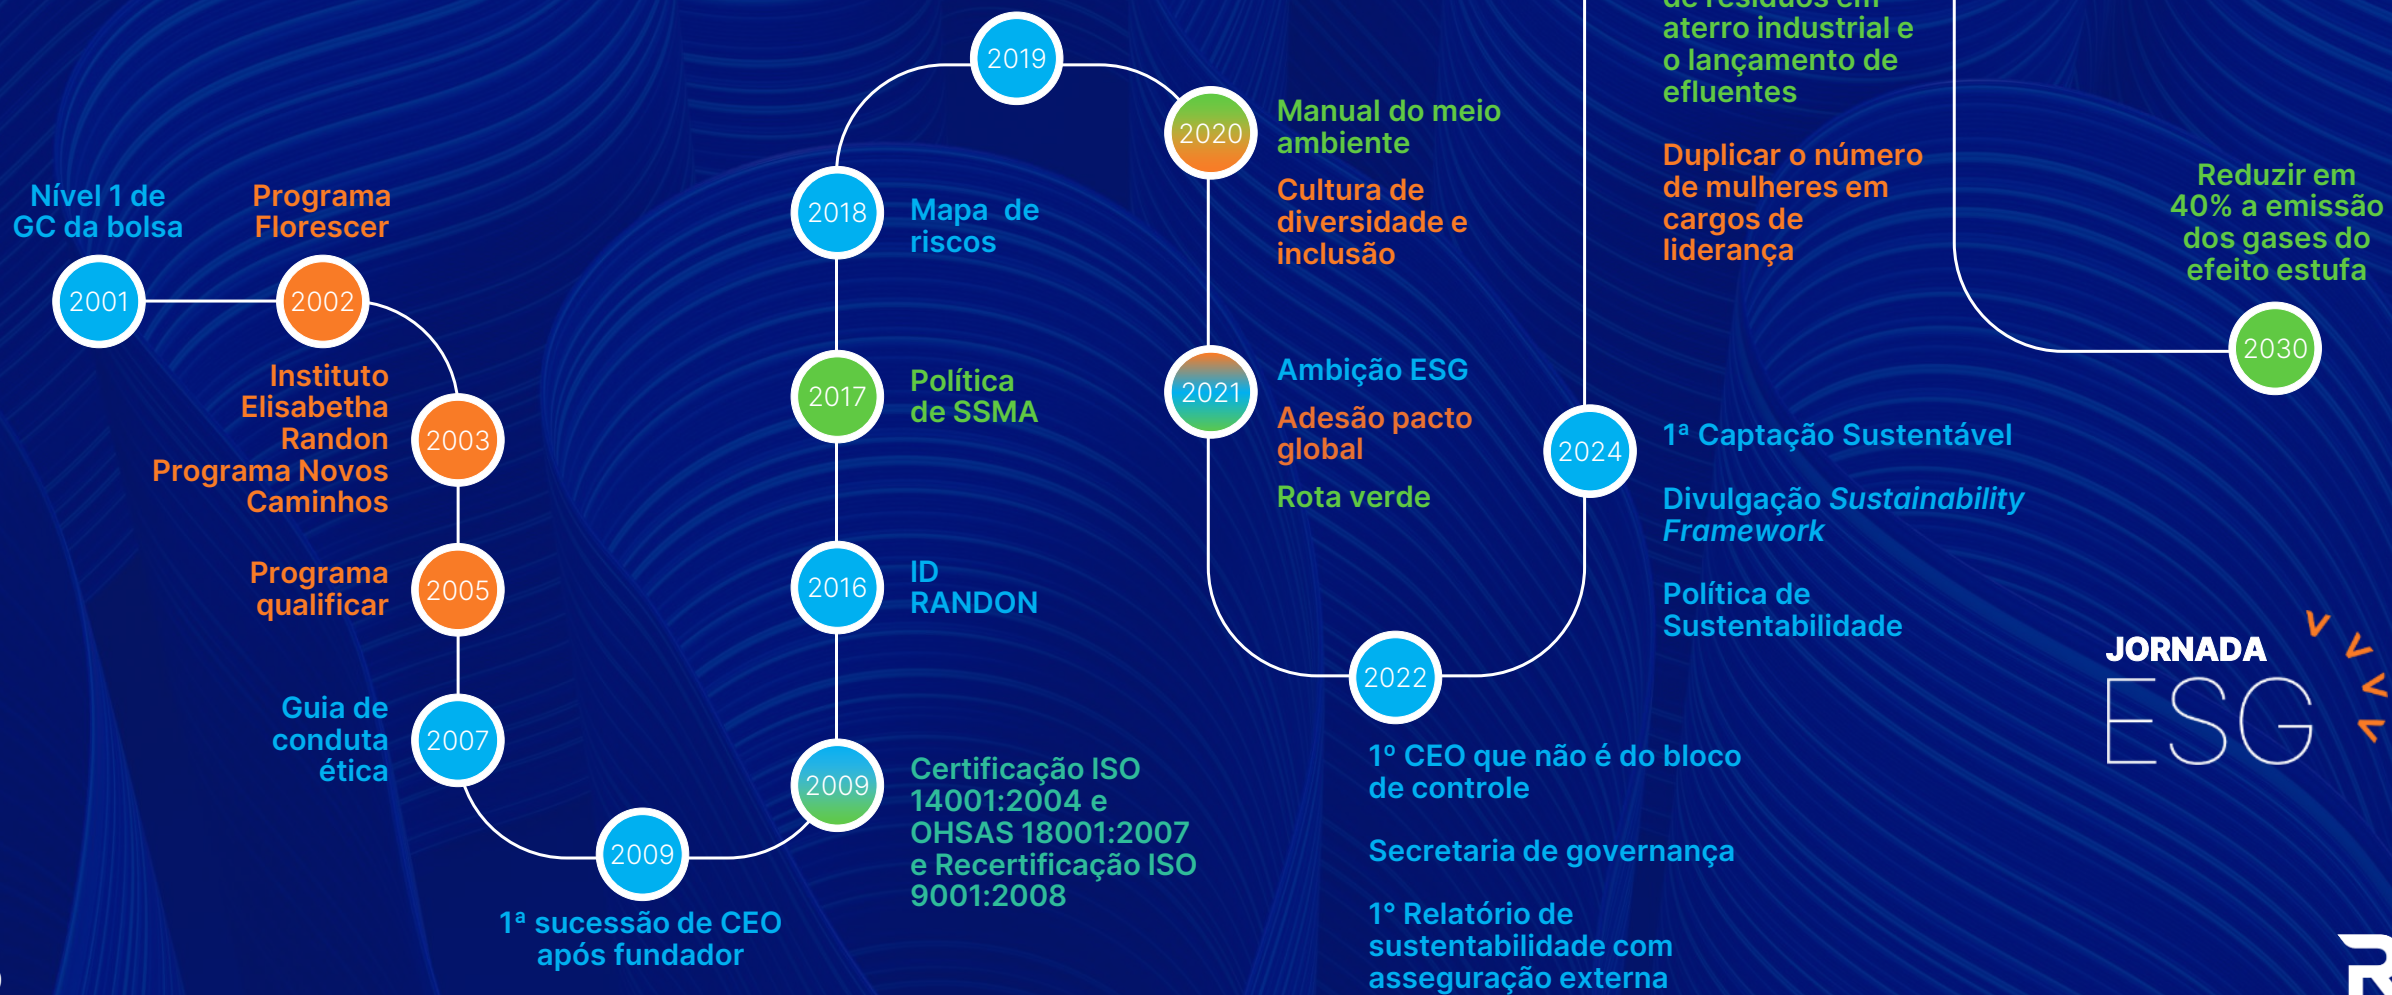 Nível 1 de
GC da bolsa
2001
Programa
Florescer
2002
Instituto
Elisabetha
Randon
Programa Novos
Caminhos
2003
Programa
qualificar
2005
Guia de
conduta
ética
2007
2009
1ª sucessão de CEO
após fundador
2009
Certificação ISO
14001:2004 e
OHSAS 18001:2007
e Recertificação ISO
9001:2008
2016
ID
RANDON
2017
Política
de SSMA
2018
Mapa de
riscos
2019
2020
Manual do meio
ambiente
Cultura de
diversidade e
inclusão
2021
Ambição ESG
Adesão pacto
global
Rota verde
2022
1º CEO que não é do bloco
de controle
Secretaria de governança
1° Relatório de
sustentabilidade com
asseguração externa
2024
1ª Captação Sustentável
Divulgação Sustainability
Framework
Política de
Sustentabilidade
de resíduos em
aterro industrial e
o lançamento de
efluentes
Duplicar o número
de mulheres em
cargos de
liderança
Reduzir em
40% a emissão
dos gases do
efeito estufa
2030
JORNADA
ESG